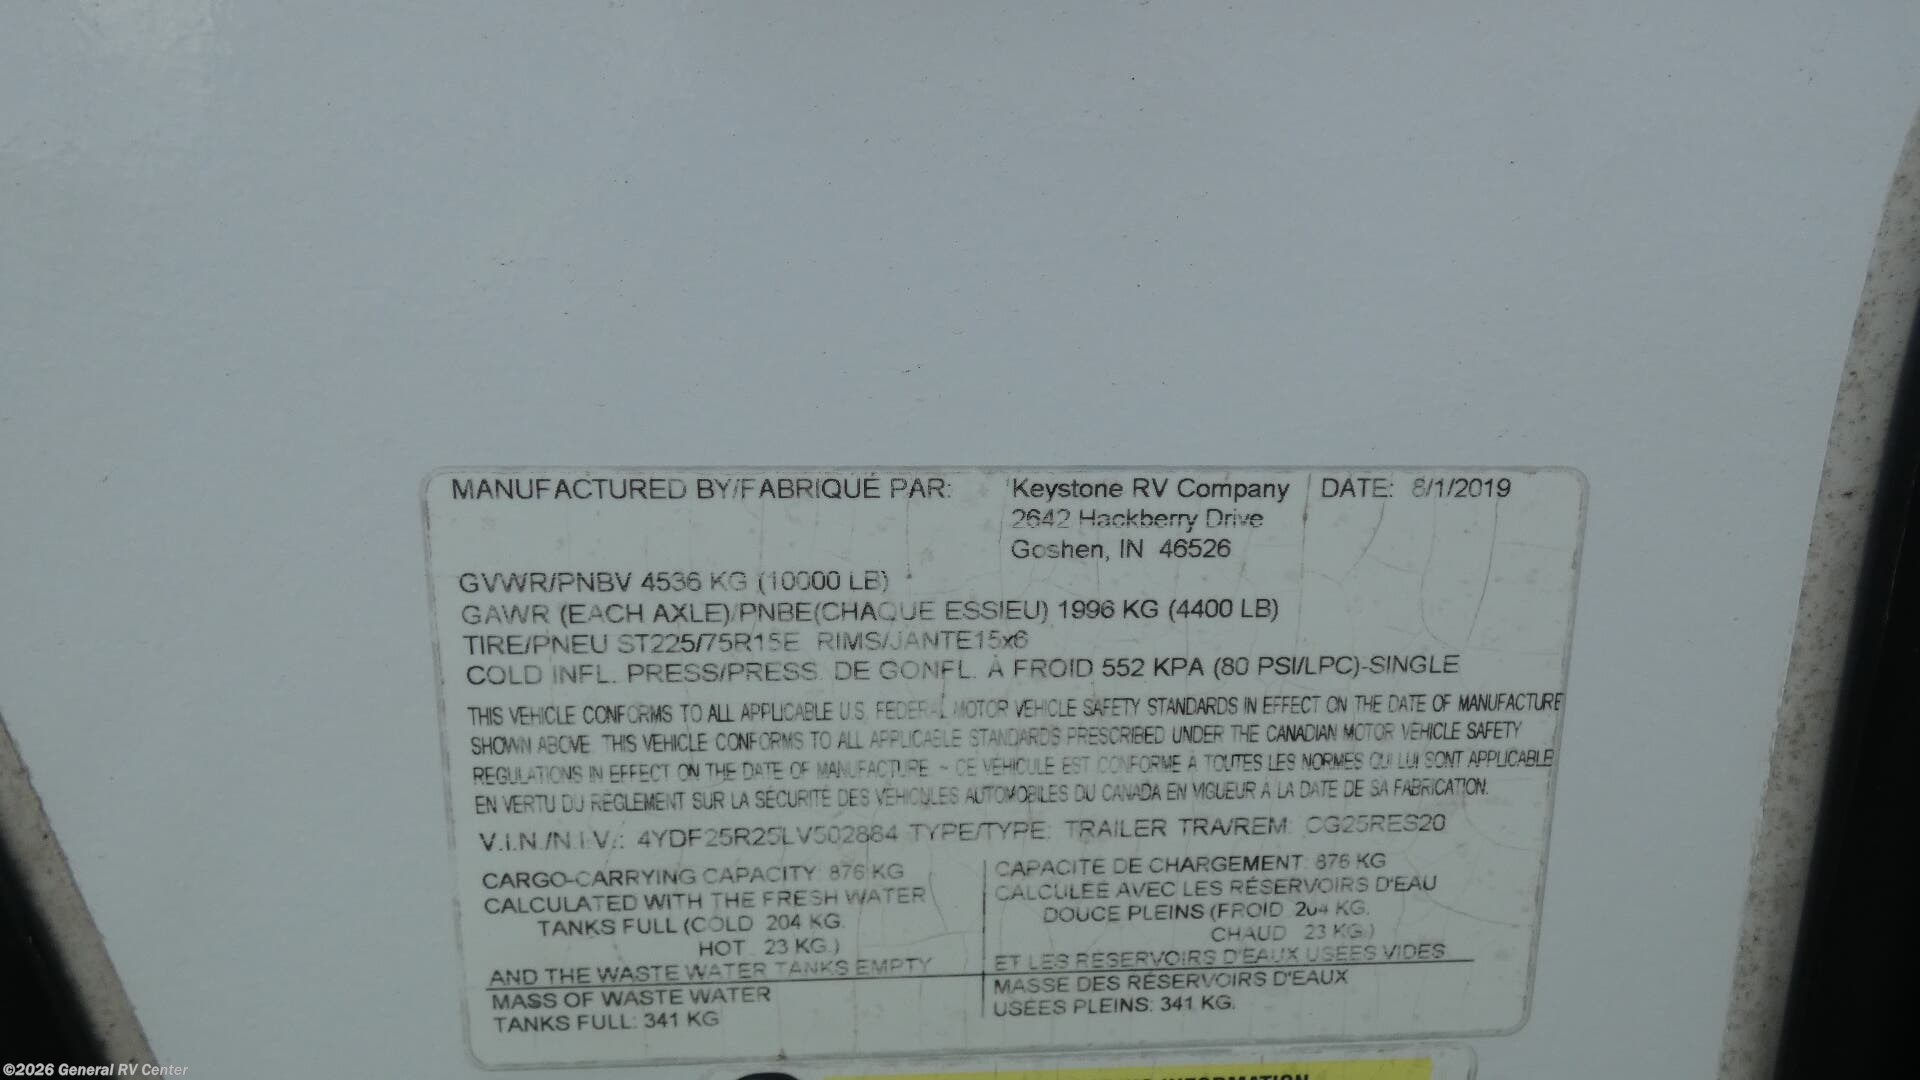 MANUFACTURED BY/FABRIQUÉ PAR: Keystone RV Company DATE: 8/1/2019
2642 Hackberry Drive
Goshen, IN 46526
GVWR/PNBV 4536 KG (10000 LB)
GAWR (EACH AXLE)/PNBE(CHAQUE ESSIEU) 1996 KG (4400 LB)
TIRE/PNEU ST225/75R15E RIMS/JANTE15x6
COLD INFL. PRESS/PRESS. DE GONFL. À FROID 552 KPA (80 PSI/LPC)-SINGLE
THIS VEHICLE CONFORMS TO ALL APPLICABLE U.S. FEDERAL MOTOR VEHICLE SAFETY STANDARDS IN EFFECT ON THE DATE OF MANUFACTURE
SHOWN ABOVE. THIS VEHICLE CONFORMS TO ALL APPLICABLE STANDARDS PRESCRIBED UNDER THE CANADIAN MOTOR VEHICLE SAFETY
REGULATIONS IN EFFECT ON THE DATE OF MANUFACTURE ~ CE VÉHICULE EST CONFORME À TOUTES LES NORMES QUI LUI SONT APPLICABLE
EN VERTU DU RÈGLEMENT SUR LA SÉCURITÉ DES VÉHICULES AUTOMOBILES DU CANADA EN VIGUEUR À LA DATE DE SA FABRICATION.
V.I.N./N.I.V.: 4YDF25R25LV502884 TYPE/TYPE: TRAILER TRA/REM: CG25RES20
CARGO-CARRYING CAPACITY: 876 KG
CALCULATED WITH THE FRESH WATER
TANKS FULL (COLD 204 KG.
HOT 23 KG.)
AND THE WASTE WATER TANKS EMPTY
MASS OF WASTE WATER
TANKS FULL: 341 KG
CAPACITÉ DE CHARGEMENT: 876 KG
CALCULÉE AVEC LES RÉSERVOIRS D'EAU
DOUCE PLEINS (FROID 204 KG.
CHAUD 23 KG.)
ET LES RÉSERVOIRS D'EAUX USÉES VIDES
MASSE DES RÉSERVOIRS D'EAUX
USÉES PLEINS: 341 KG.
INFORMATION
©2026 General RV Center